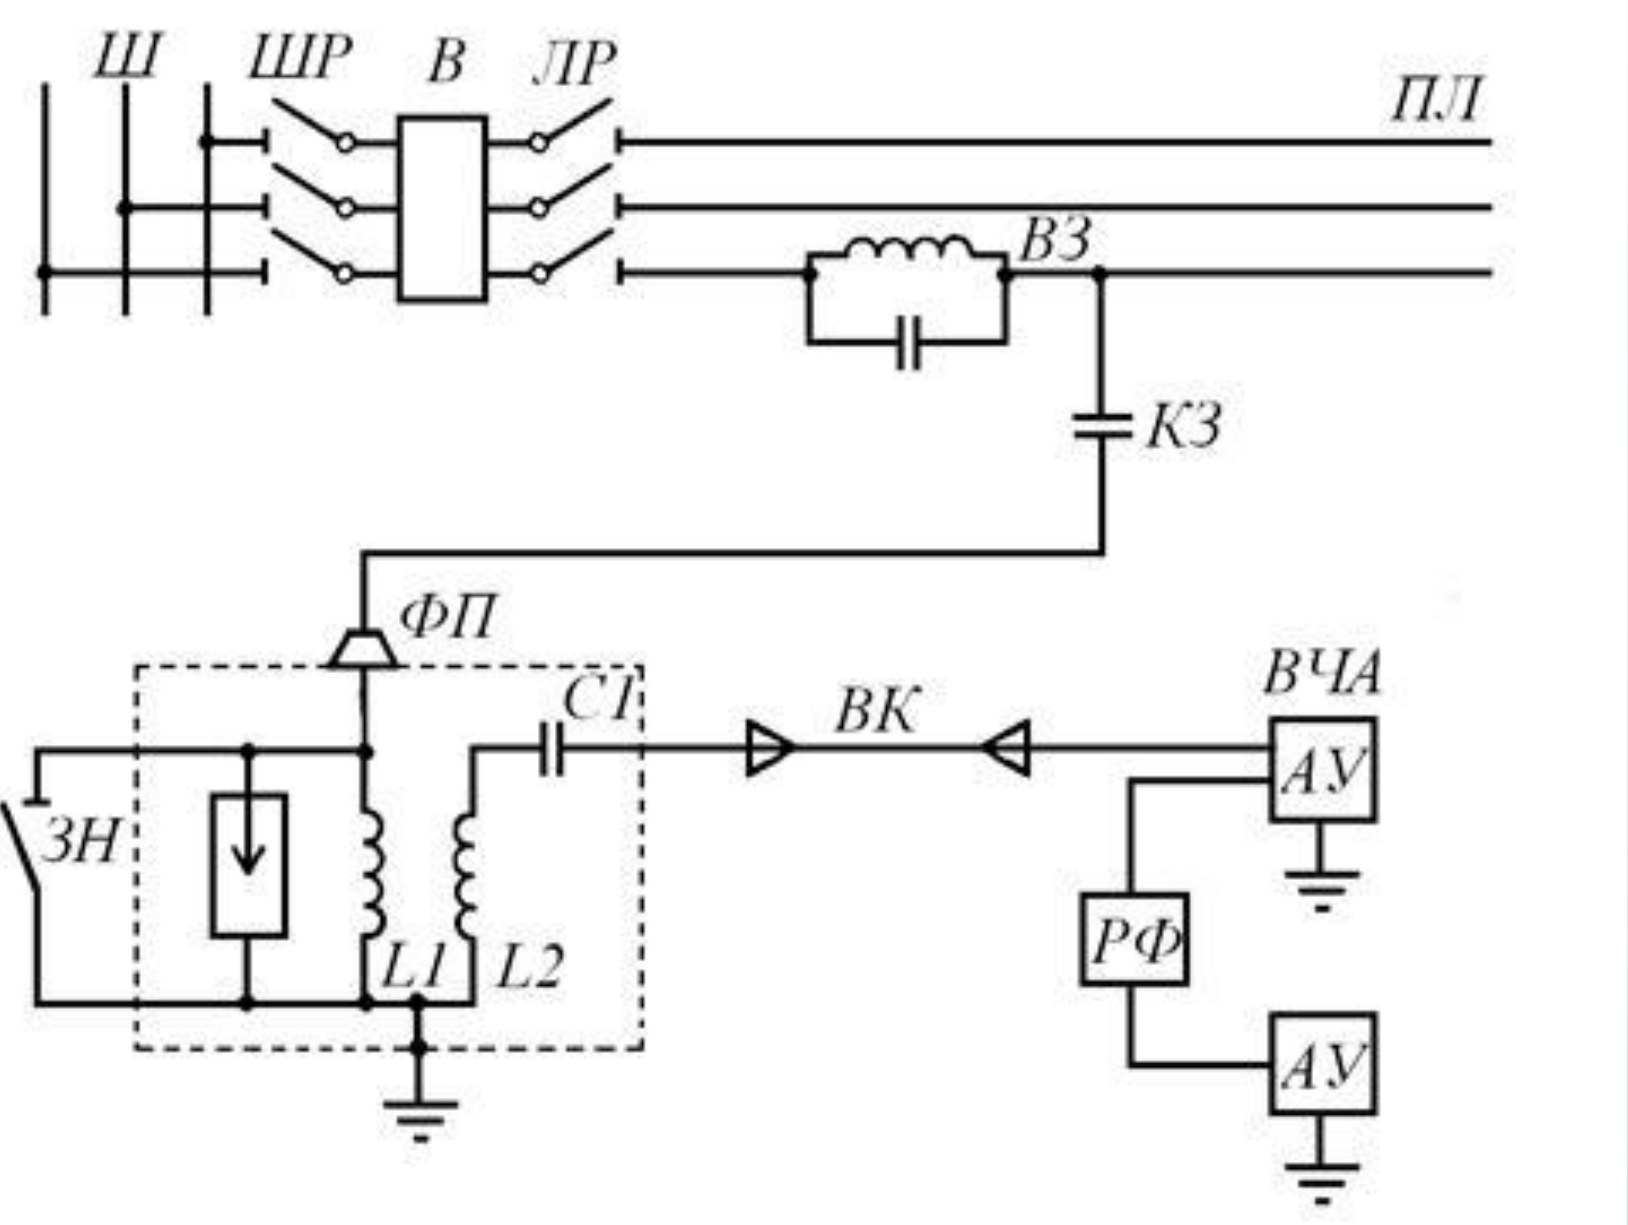 Ш ШР В ЛР
ПЛ
ВЗ
КЗ
ФП
С1
ВК
ВЧА
АУ
ЗН
РФ
L1 L2
АУ